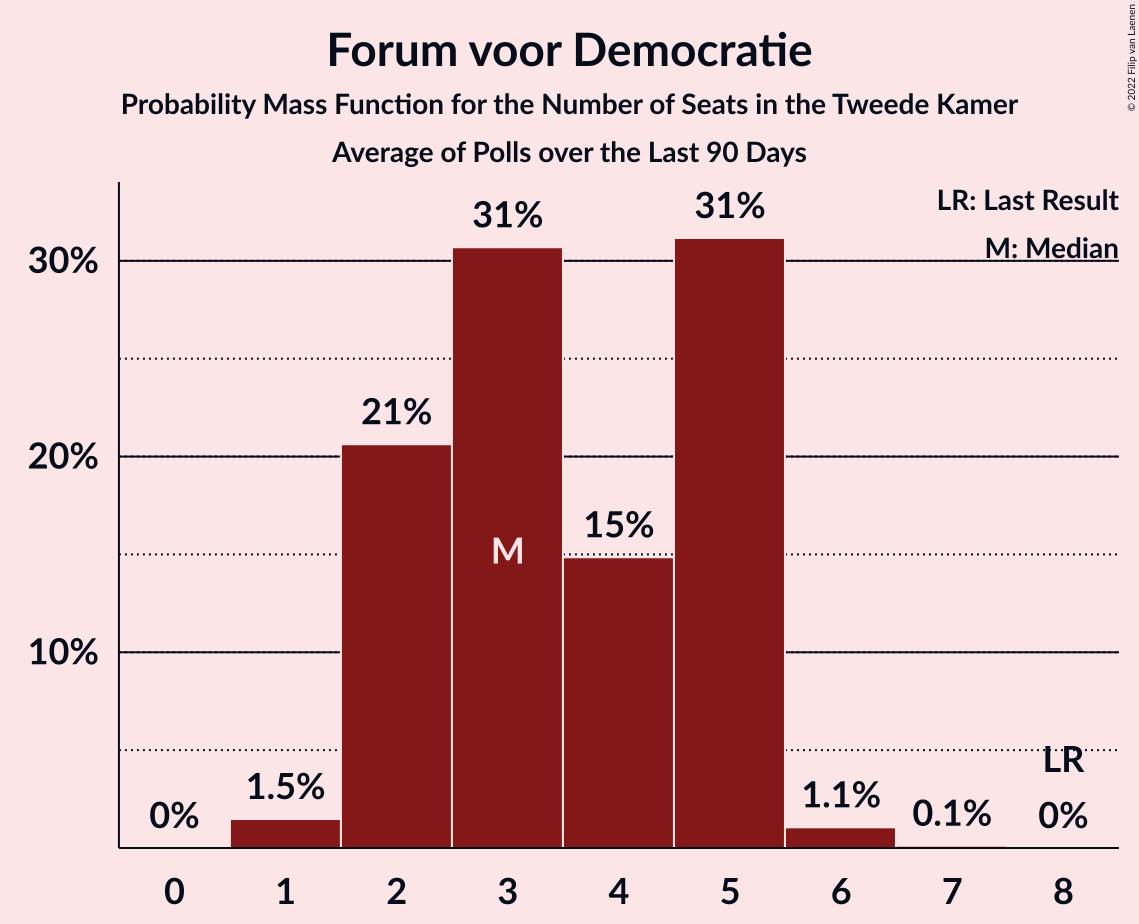 Forum voor Democratie
Probability Mass Function for the Number of Seats in the Tweede Kamer
Average of Polls over the Last 90 Days
© 2022 Filip van Laenen
LR: Last Result
M: Median
30%
20%
10%
0%
1.5%
21%
31%
M
15%
31%
1.1%
0.1%
LR
0%
0 1 2 3 4 5 6 7 8